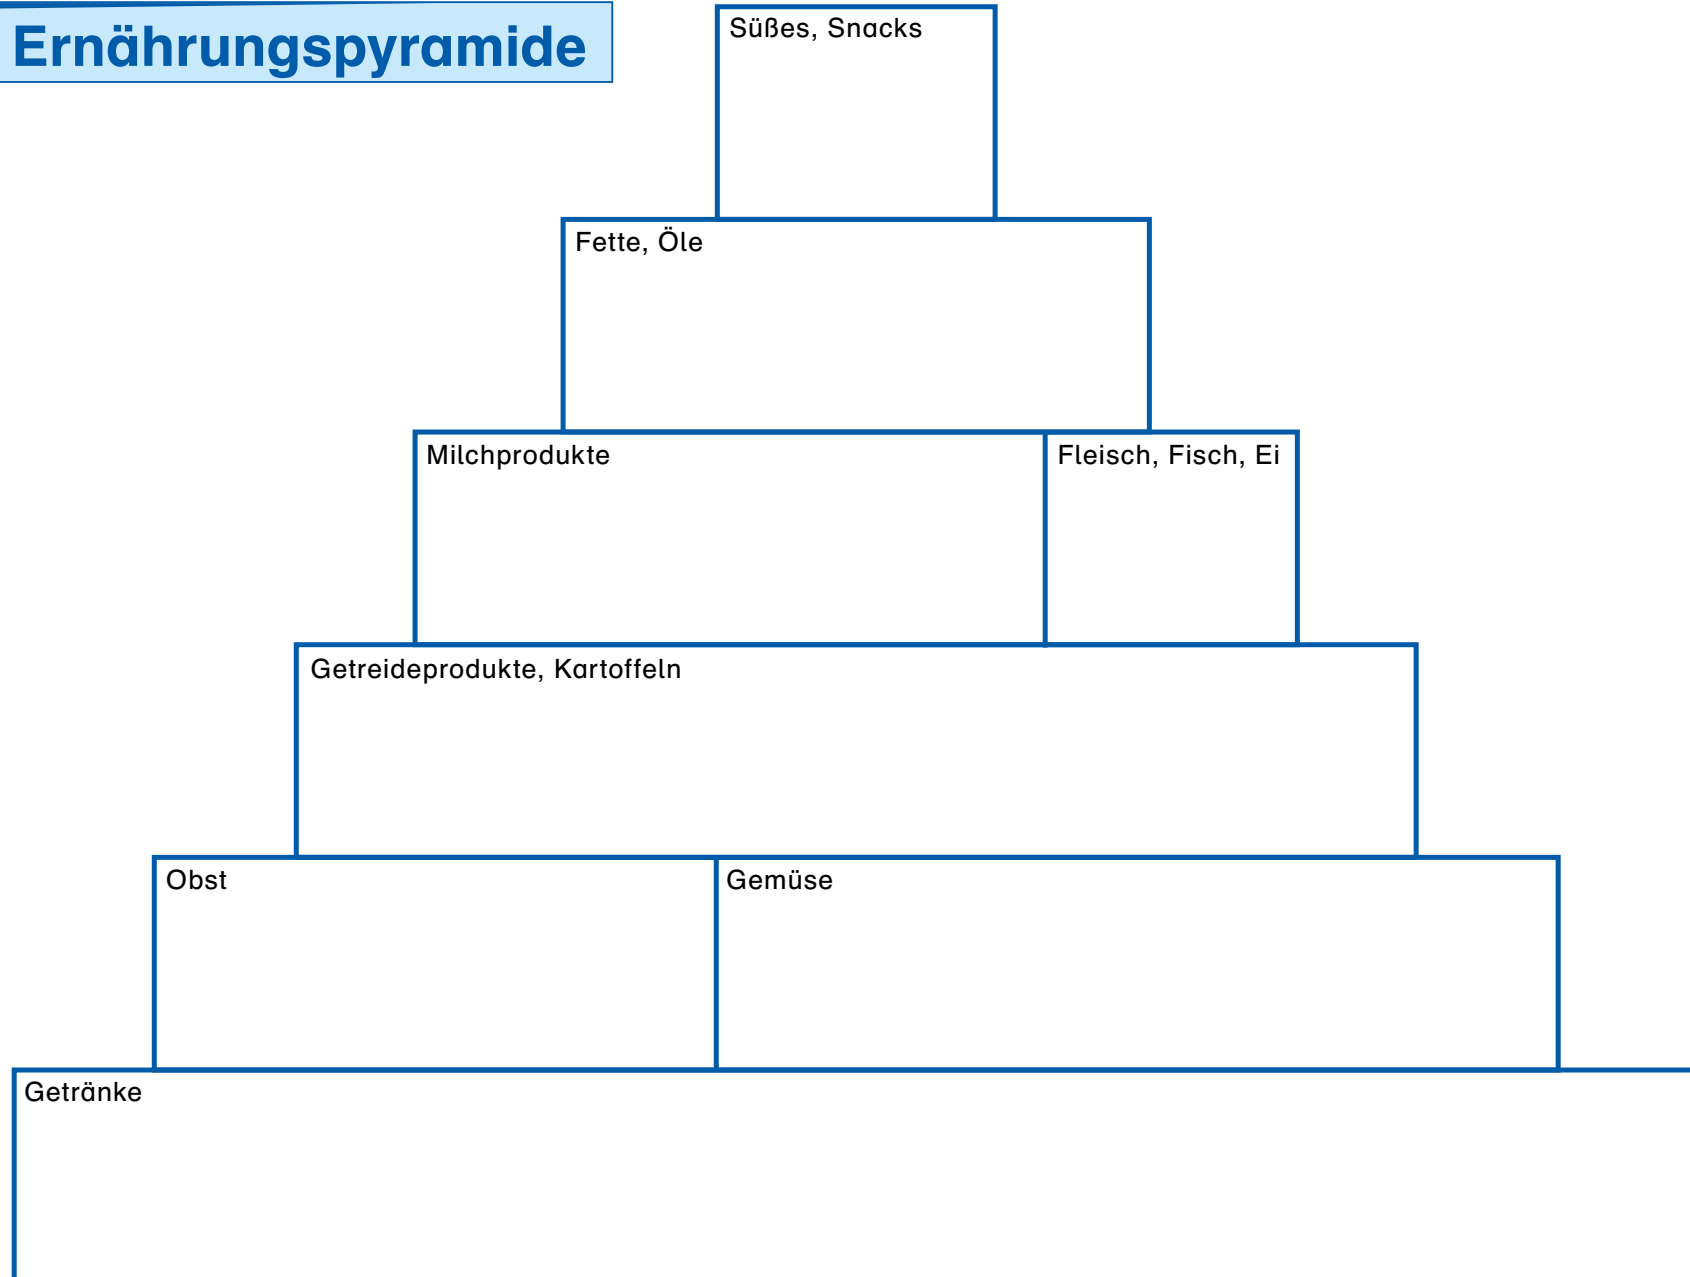 Ernährungspyramide
Süßes, Snacks
Fette, Öle
Milchprodukte
Fleisch, Fisch, Ei
Getreideprodukte, Kartoffeln
Obst
Gemüse
Getränke